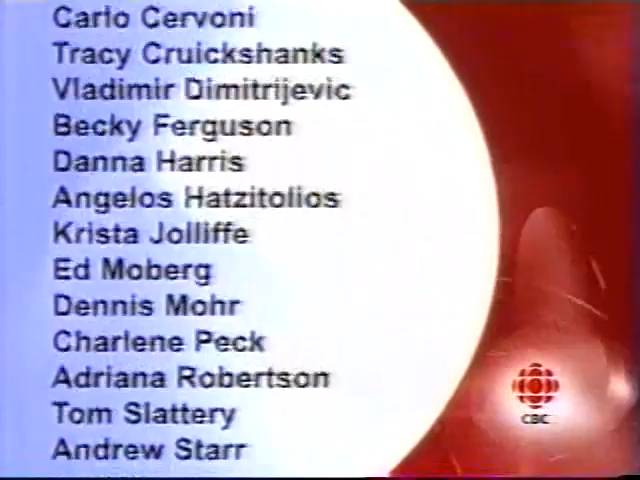 Carlo Cervoni
Tracy Cruickshanks
Vladimir Dimitrijevic
Becky Ferguson
Danna Harris
Angelos Hatzitolios
Krista Jolliffe
Ed Moberg
Dennis Mohr
Charlene Peck
Adriana Robertson
Tom Slattery
Andrew Starr
CBC